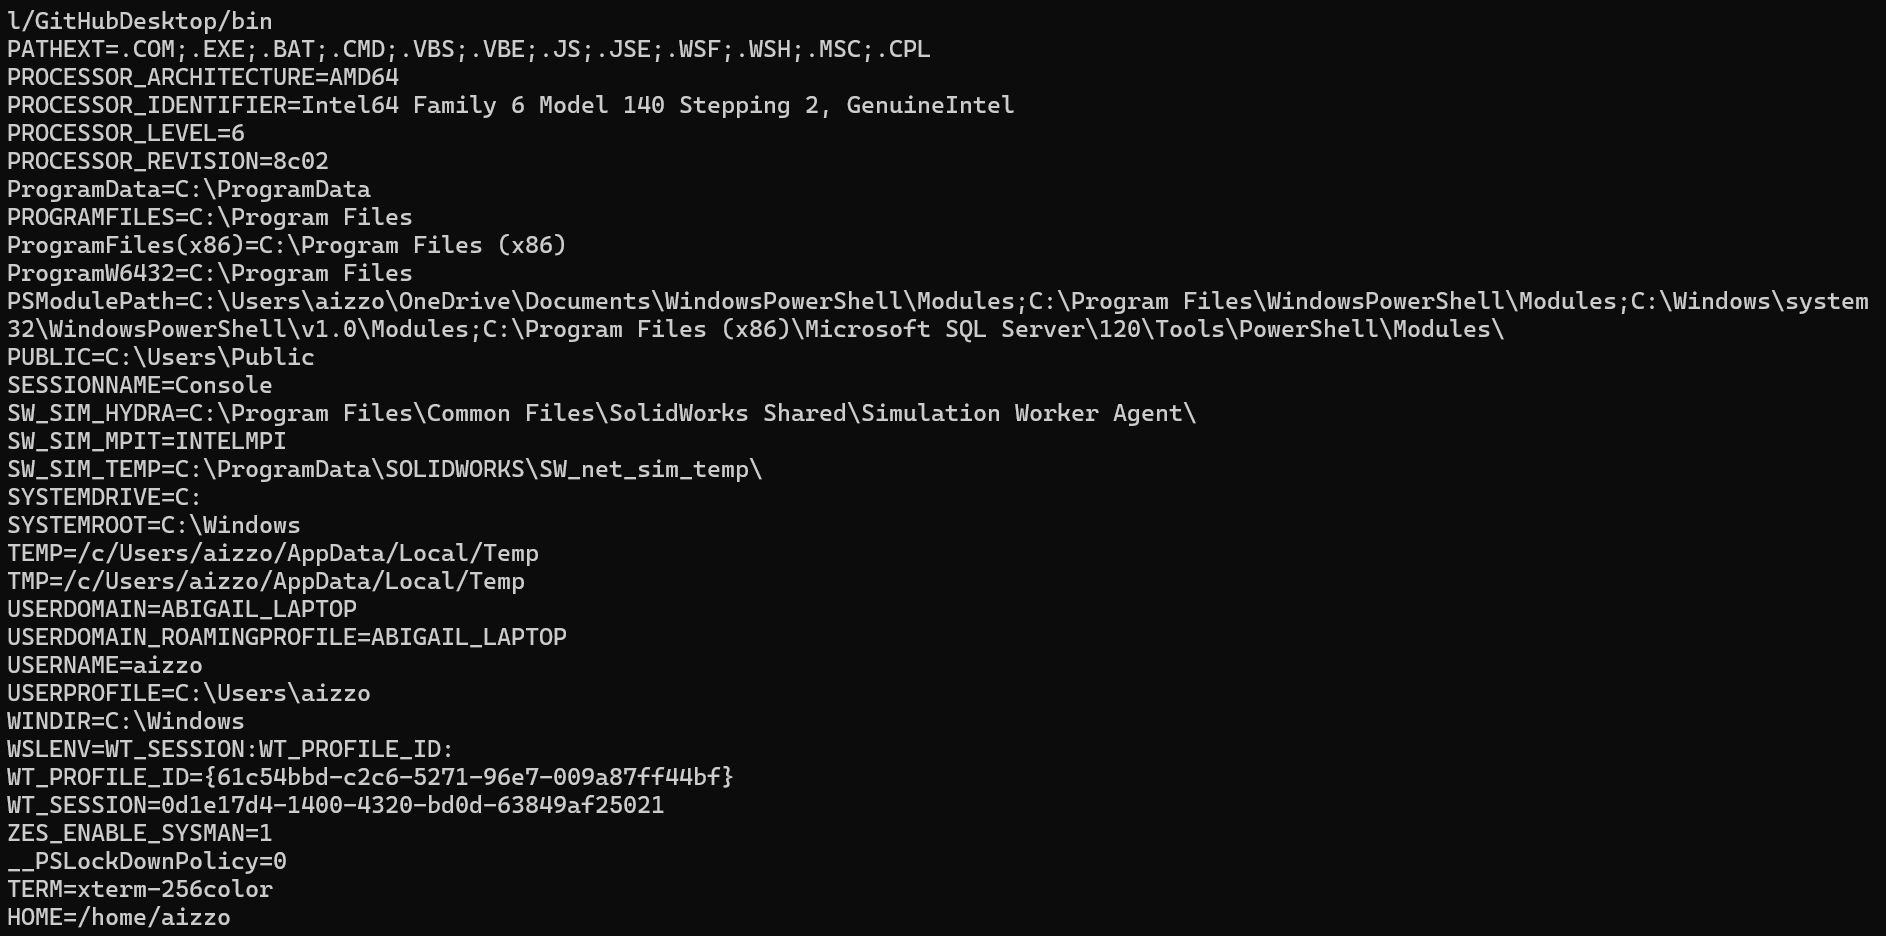 l/GitHubDesktop/bin
PATHEXT=.COM;.EXE;.BAT;.CMD;.VBS;.VBE;.JS;.JSE;.WSF;.WSH;.MSC;.CPL
PROCESSOR_ARCHITECTURE=AMD64
PROCESSOR_IDENTIFIER=Intel64 Family 6 Model 140 Stepping 2, GenuineIntel
PROCESSOR_LEVEL=6
PROCESSOR_REVISION=8c02
ProgramData=C:\ProgramData
PROGRAMFILES=C:\Program Files
ProgramFiles(x86)=C:\Program Files (x86)
ProgramW6432=C:\Program Files
PSModulePath=C:\Users\aizzo\OneDrive\Documents\WindowsPowerShell\Modules;C:\Program Files\WindowsPowerShell\Modules;C:\Windows\system
32\WindowsPowerShell\v1.0\Modules;C:\Program Files (x86)\Microsoft SQL Server\120\Tools\PowerShell\Modules\
PUBLIC=C:\Users\Public
SESSIONNAME=Console
SW_SIM_HYDRA=C:\Program Files\Common Files\SolidWorks Shared\Simulation Worker Agent\
SW_SIM_MPIT=INTELMPI
SW_SIM_TEMP=C:\ProgramData\SOLIDWORKS\SW_net_sim_temp\
SYSTEMDRIVE=C:
SYSTEMROOT=C:\Windows
TEMP=/c/Users/aizzo/AppData/Local/Temp
TMP=/c/Users/aizzo/AppData/Local/Temp
USERDOMAIN=ABIGAIL_LAPTOP
USERDOMAIN_ROAMINGPROFILE=ABIGAIL_LAPTOP
USERNAME=aizzo
USERPROFILE=C:\Users\aizzo
WINDIR=C:\Windows
WSLENV=WT_SESSION:WT_PROFILE_ID:
WT_PROFILE_ID={61c54bbd-c2c6-5271-96e7-009a87ff44bf}
WT_SESSION=0d1e17d4-1400-4320-bd0d-63849af25021
ZES_ENABLE_SYSMAN=1
__PSLockDownPolicy=0
TERM=xterm-256color
HOME=/home/aizzo